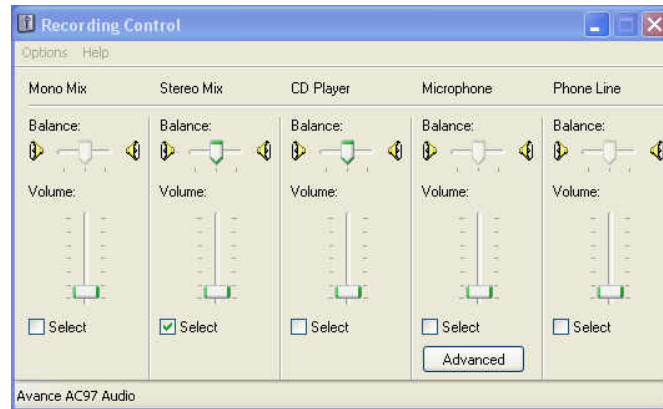 Recording Control
Options Help
Mono Mix Stereo Mix CD Player Microphone Phone Line
Balance: Balance: Balance: Balance: Balance:
Volume: Volume: Volume: Volume: Volume:
Select Select Select Select Select
Advanced
Avance AC97 Audio